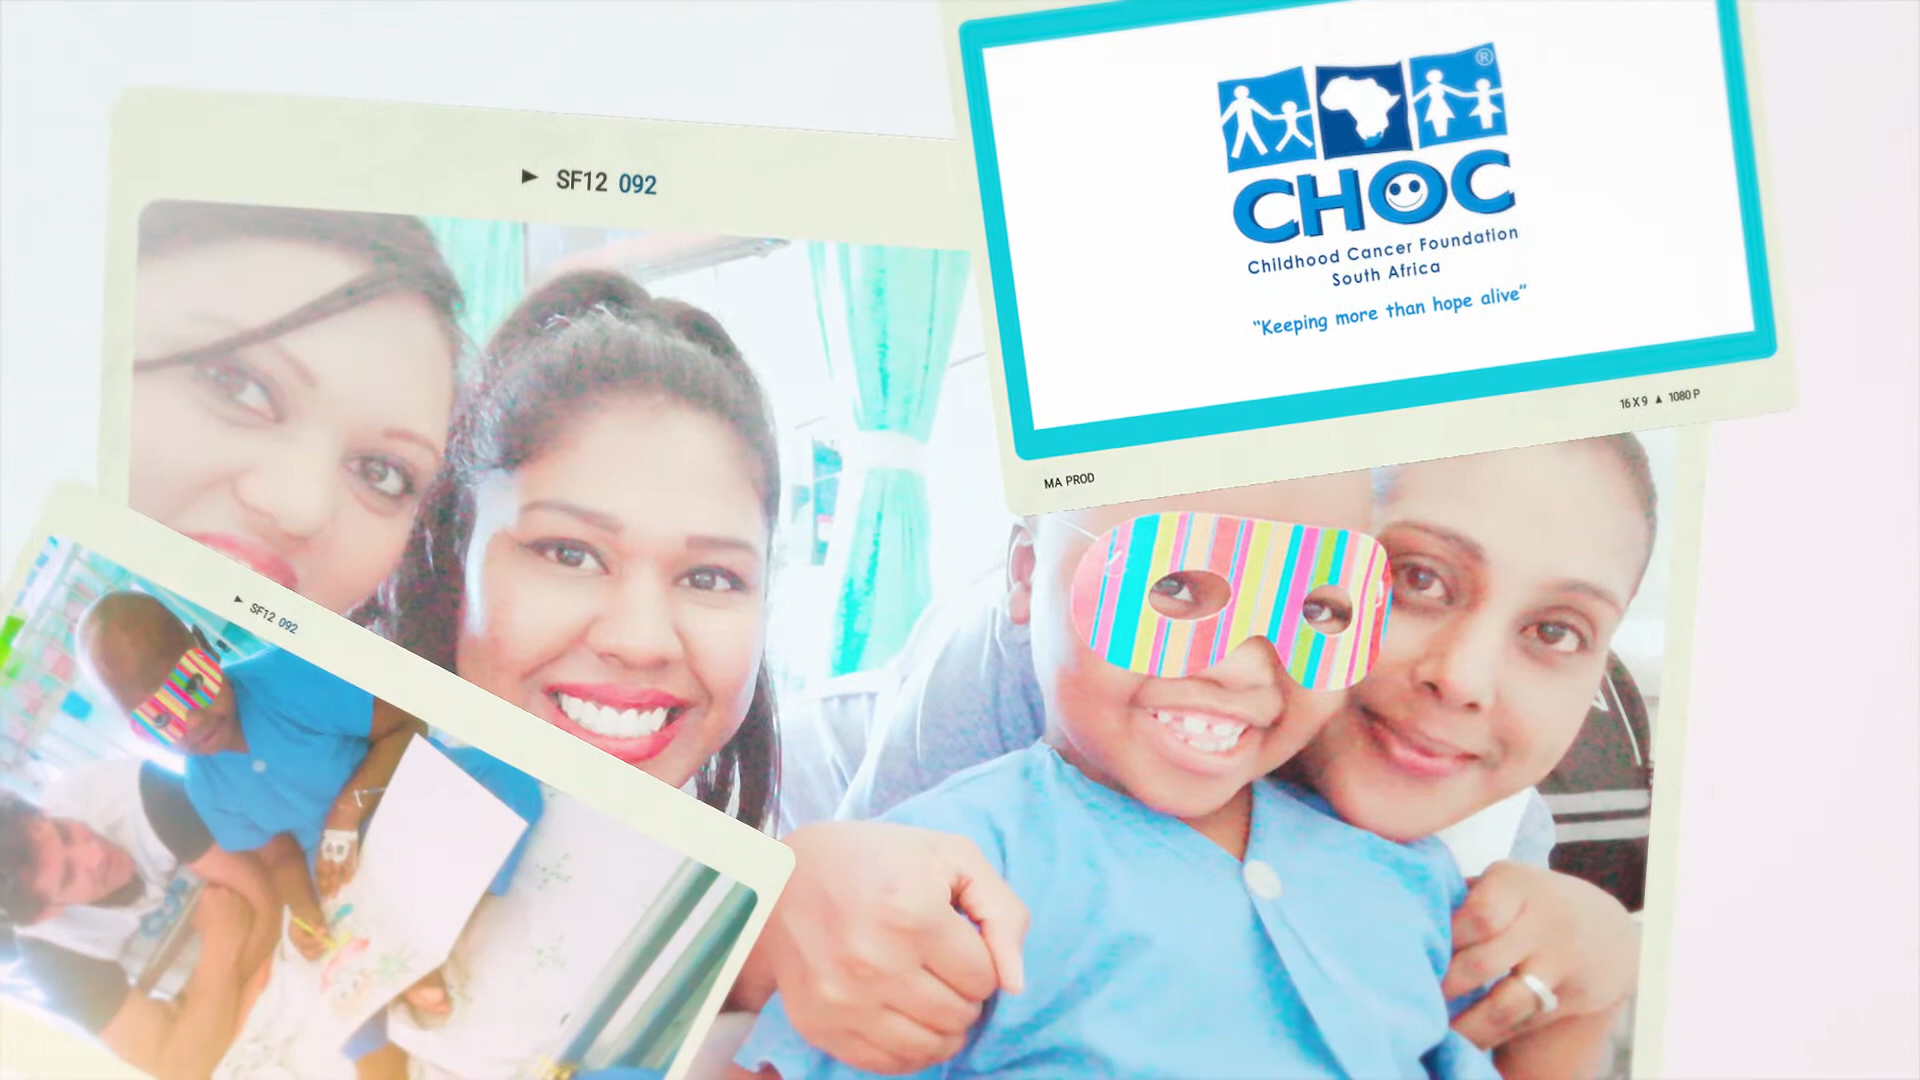 ▶ SF12 092
®
CHOC
Childhood Cancer Foundation
South Africa
“Keeping more than hope alive”
16 X 9 ▲ 1080 P
MA PROD
▶ SF12 092